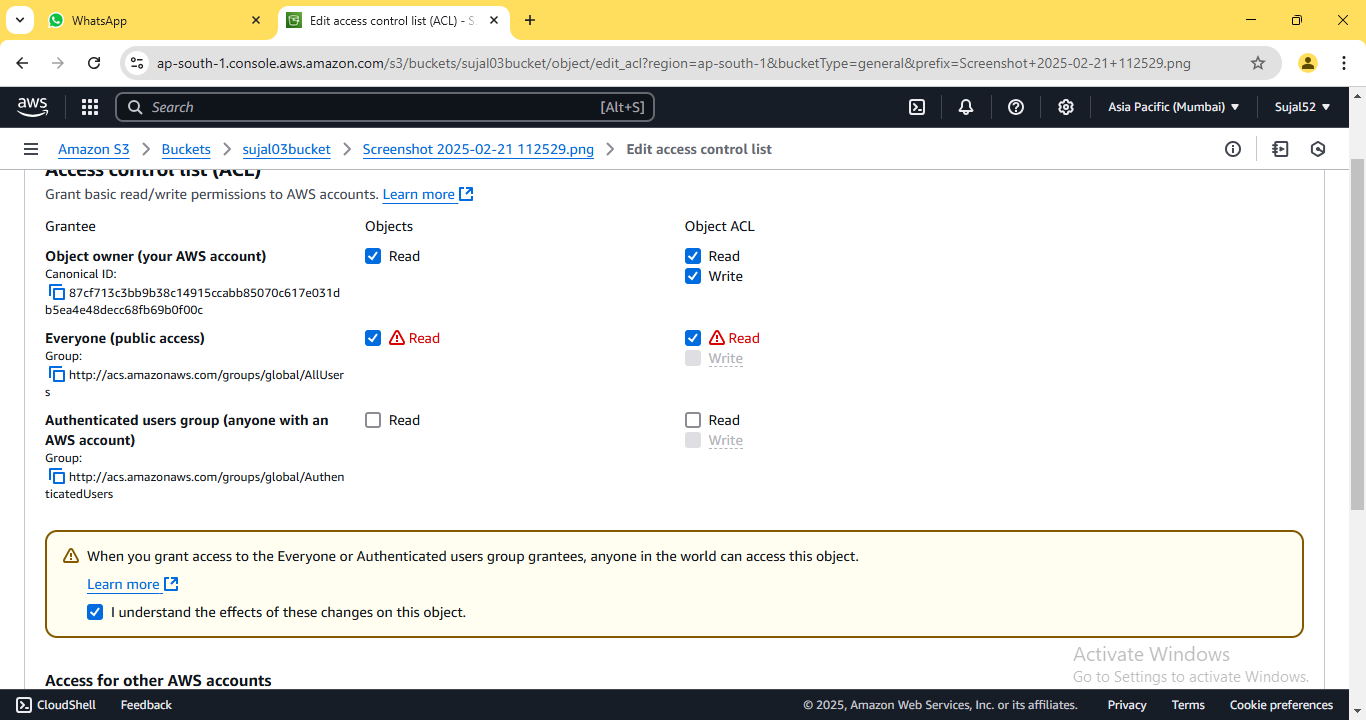 WhatsApp
Edit access control list (ACL) - S
ap-south-1.console.aws.amazon.com/s3/buckets/sujal03bucket/object/edit_acl?region=ap-south-1&bucketType=general&prefix=Screenshot+2025-02-21+112529.png
aws
Search
[Alt+S]
Asia Pacific (Mumbai)
Sujal52
Amazon S3
Buckets
sujal03bucket
Screenshot 2025-02-21 112529.png
Edit access control list
Access control list (ACL)
Grant basic read/write permissions to AWS accounts. Learn more
Grantee
Objects
Object ACL
Object owner (your AWS account)
Read
Read
Canonical ID:
Write
87cf713c3bb9b38c14915ccabb85070c617e031d
b5ea4e48decc68fb69b0f00c
Everyone (public access)
Read
Read
Group:
Write
http://acs.amazonaws.com/groups/global/AllUser
s
Authenticated users group (anyone with an
Read
Read
AWS account)
Write
Group:
http://acs.amazonaws.com/groups/global/Authen
ticatedUsers
When you grant access to the Everyone or Authenticated users group grantees, anyone in the world can access this object.
Learn more
I understand the effects of these changes on this object.
Access for other AWS accounts
Activate Windows
Go to Settings to activate Windows.
CloudShell
Feedback
© 2025, Amazon Web Services, Inc. or its affiliates.
Privacy
Terms
Cookie preferences